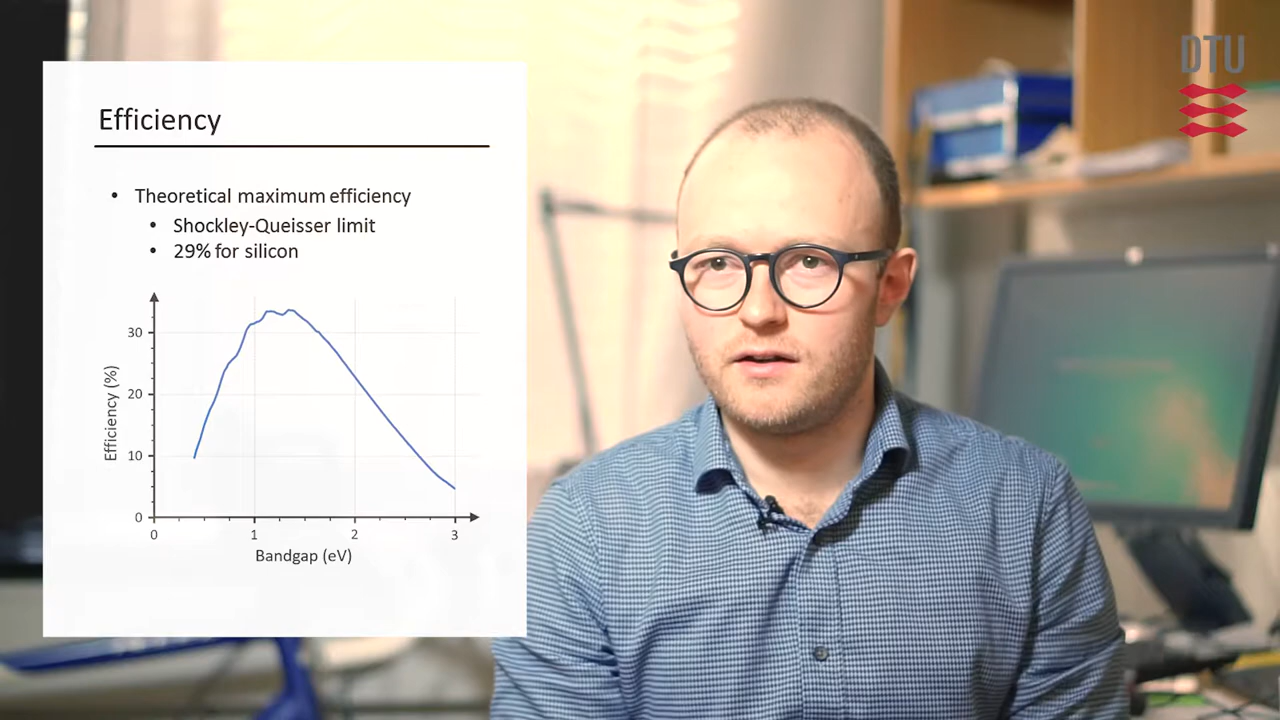 DTU
Efficiency
• Theoretical maximum efficiency
• Shockley-Queisser limit
• 29% for silicon
30
20
10
0
Efficiency (%)
0 1 2 3
Bandgap (eV)